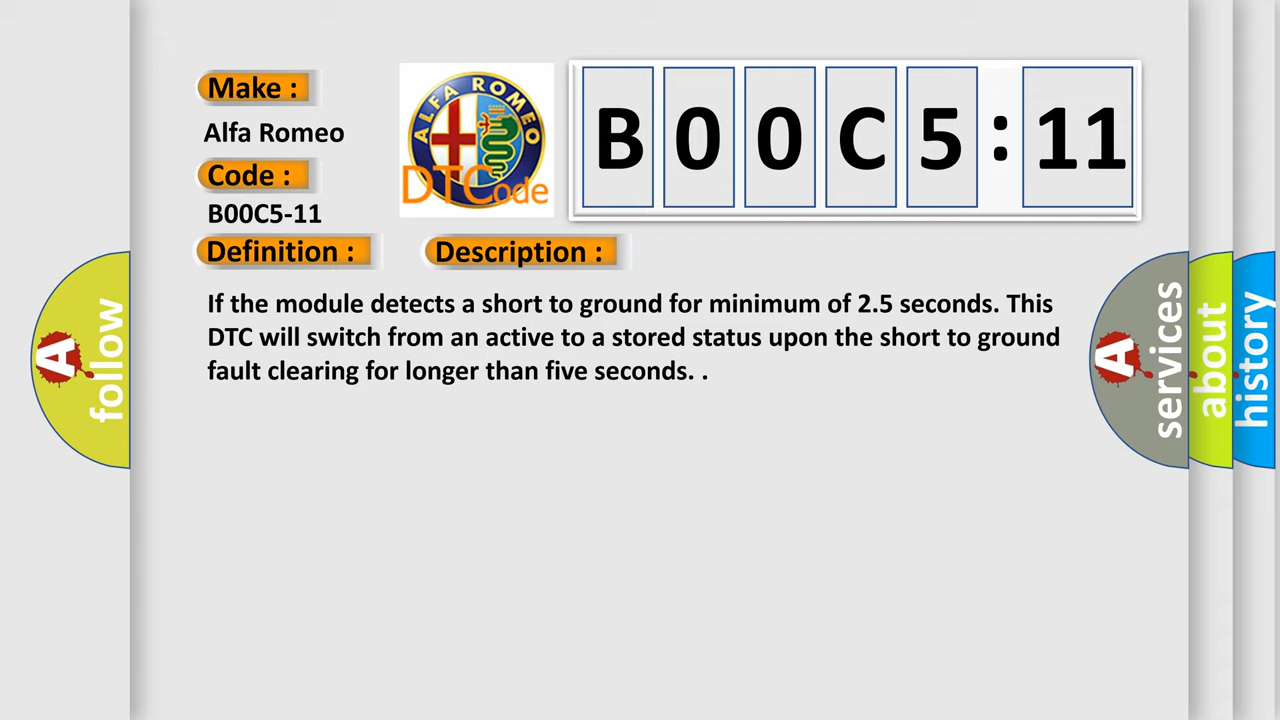 Make :
Alfa Romeo
Code :
B00C5-11
Definition :
Description :
ALFA ROMEO
DTCode
B 0 0 C 5 : 11
If the module detects a short to ground for minimum of 2.5 seconds. This
DTC will switch from an active to a stored status upon the short to ground
fault clearing for longer than five seconds. .
A follow
A services
about
history